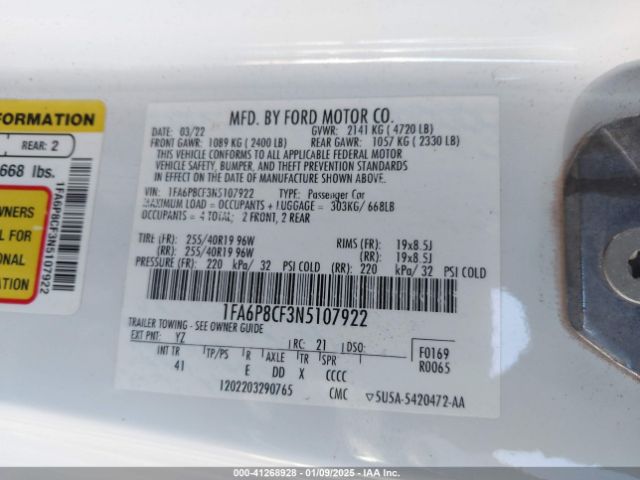 FORMATION
REAR: 2
668 lbs.
WNERS
L FOR
ONAL
ATION
1FA6P8CF3N5107922
MFD. BY FORD MOTOR CO.
DATE: 03/22 GVWR: 2141 KG ( 4720 LB)
FRONT GAWR: 1089 KG ( 2400 LB) REAR GAWR: 1057 KG ( 2330 LB)
THIS VEHICLE CONFORMS TO ALL APPLICABLE FEDERAL MOTOR
VEHICLE SAFETY, BUMPER, AND THEFT PREVENTION STANDARDS
IN EFFECT ON THE DATE OF MANUFACTURE SHOWN ABOVE.
VIN: 1FA6P8CF3N5107922 TYPE: Passenger Car
MAXIMUM LOAD = OCCUPANTS + LUGGAGE = 303KG/ 668LB
OCCUPANTS = 4 TOTAL; 2 FRONT, 2 REAR
TIRE (FR): 255/40R19 96W RIMS (FR): 19x8.5J
(RR): 255/40R19 96W (RR): 19x8.5J
PRESSURE (FR): 220 kPa/ 32 PSI COLD (RR): 220 kPa/ 32 PSI COLD
1FA6P8CF3N5107922
TRAILER TOWING - SEE OWNER GUIDE
EXT PNT: YZ RC: 21 DSO: F0169
INT TR TP/PS R AXLE TR SPR R0065
41 E DD X CCCC
1202203290765 CMC ▽5U5A-5420472-AA
000-41268928 - 01/09/2025 - IAAI.CA